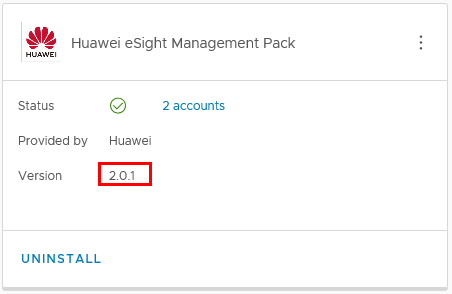 HUAWEI
Huawei eSight Management Pack
Status 2 accounts
Provided by Huawei
Version 2.0.1
UNINSTALL